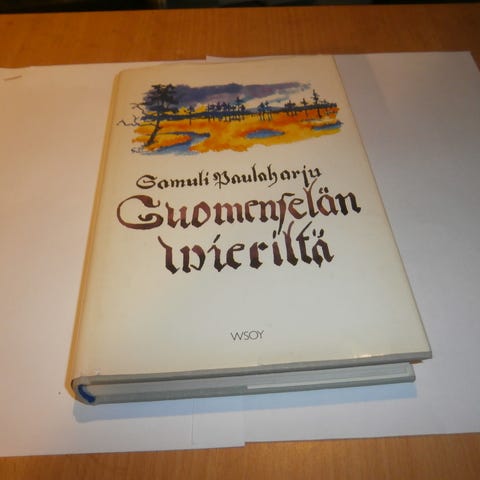 Samuli Paulaharju
Suomenselän
wieriltä
WSOY